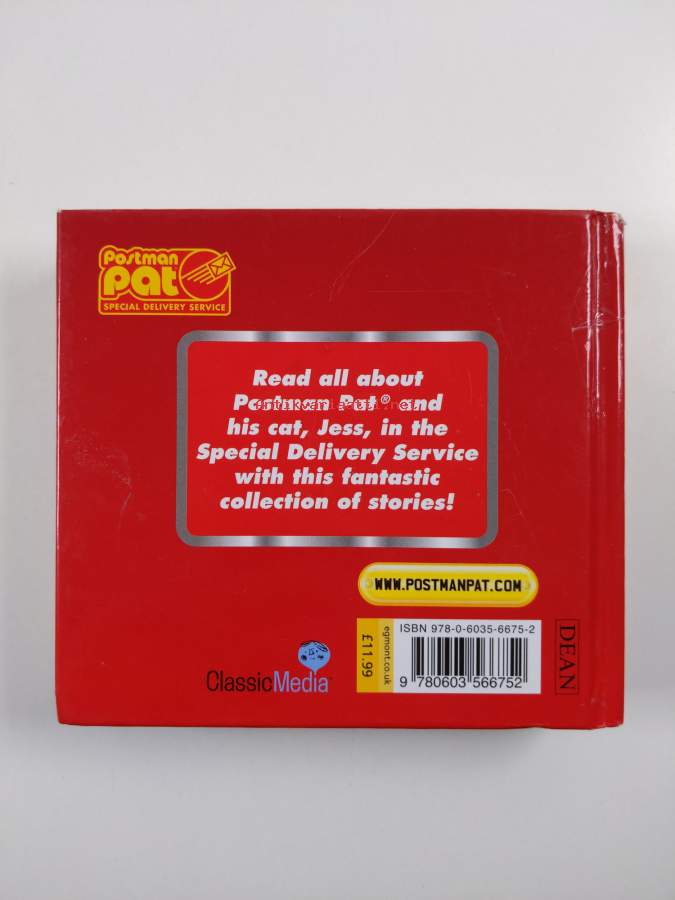 Postman
Pat
SPECIAL DELIVERY SERVICE
Read all about
Postman Pat® and
his cat, Jess, in the
Special Delivery Service
with this fantastic
collection of stories!
antikvariaatti.net
WWW.POSTMANPAT.COM
ClassicMedia
egmont.co.uk
£11.99
ISBN 978-0-6035-6675-2
9 780603 566752
DEAN